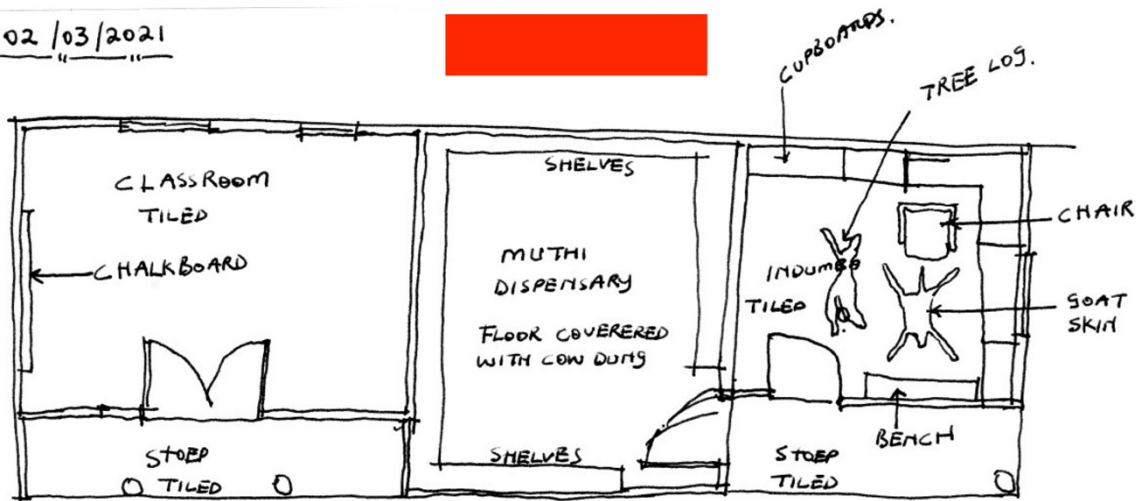 02/03/2021
CUPBOARDS.
TREE LOG.
SHELVES
CLASSROOM
TILED
CHAIR
CHALKBOARD
MUTHI
DISPENSARY
INDUMBA
TILED
GOAT
SKIN
FLOOR COVERERED
WITH COW DUNG
BENCH
STOEP
TILED
SHELVES
STOEP
TILED